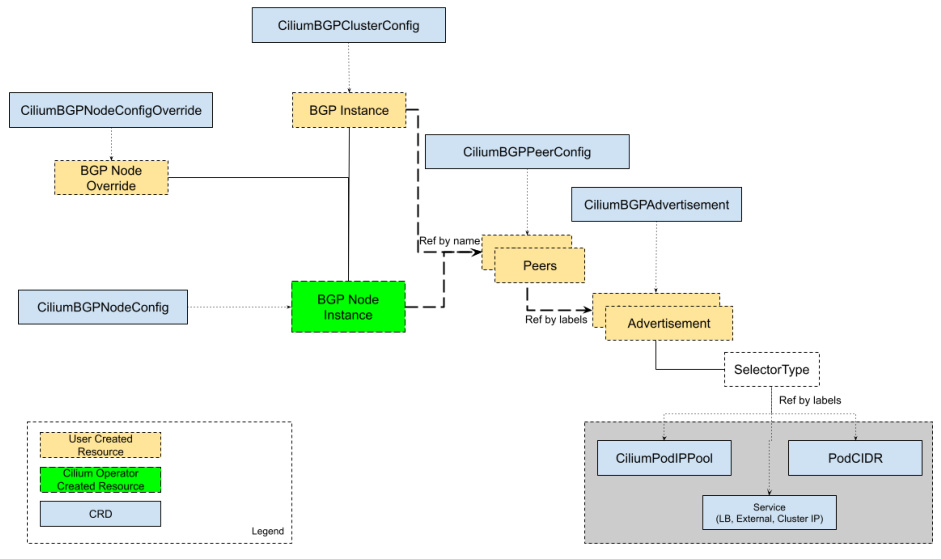 CiliumBGPClusterConfig
CiliumBGPNodeConfigOverride
BGP Instance
CiliumBGPPeerConfig
BGP Node
Override
CiliumBGPAdvertisement
Ref by name
Peers
CiliumBGPNodeConfig
BGP Node
Instance
Ref by labels
Advertisement
SelectorType
Ref by labels
User Created
Resource
Cilium Operator
Created Resource
CRD
Legend
CiliumPodIPPool
PodCIDR
Service
(LB, External, Cluster IP)